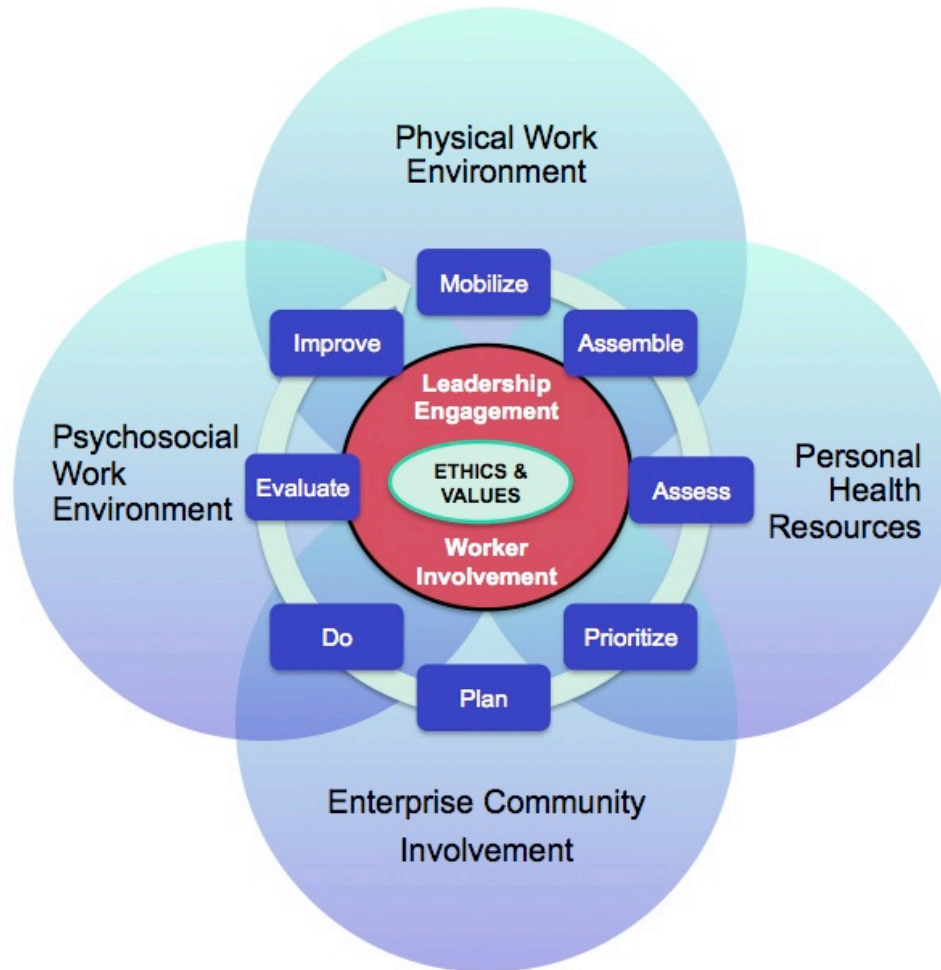 Physical Work
Environment
Mobilize
Improve
Assemble
Leadership
Engagement
Psychosocial
Work
Environment
Evaluate
ETHICS &
VALUES
Assess
Personal
Health
Resources
Worker
Involvement
Do
Prioritize
Plan
Enterprise Community
Involvement